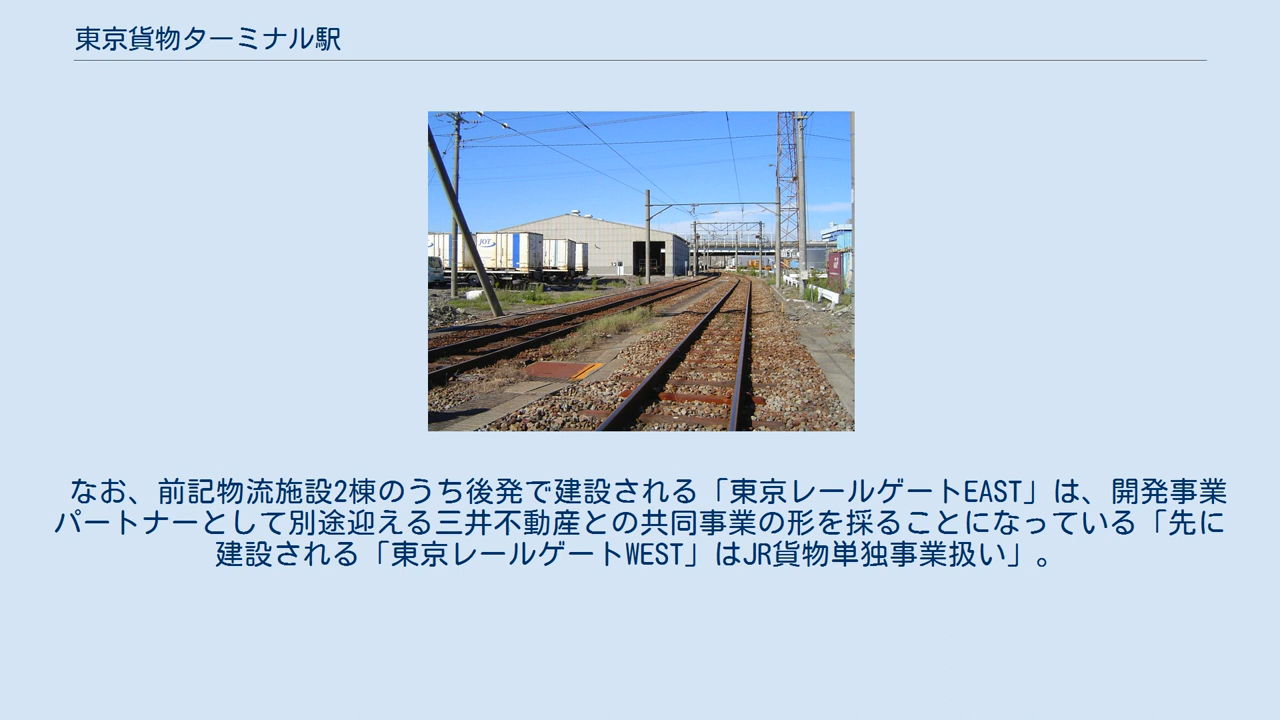 東京貨物ターミナル駅
JOT
なお、前記物流施設2棟のうち後発で建設される「東京レールゲートEAST」は、開発事業
パートナーとして別途迎える三井不動産との共同事業の形を採ることになっている「先に
建設される「東京レールゲートWEST」はJR貨物単独事業扱い」。